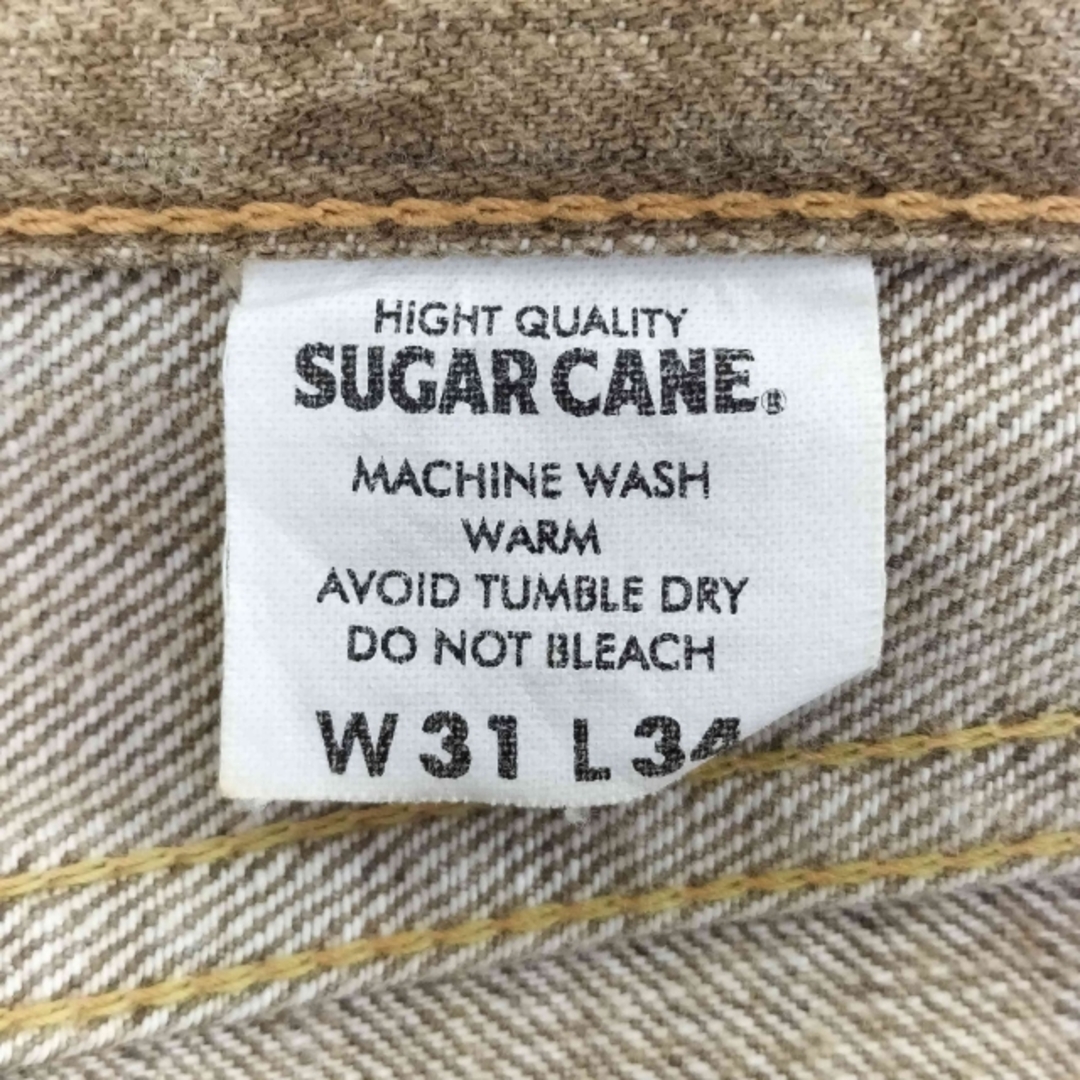 HiGHT QUALITY
SUGAR CANE®
MACHINE WASH
WARM
AVOID TUMBLE DRY
DO NOT BLEACH
W 31 L 34